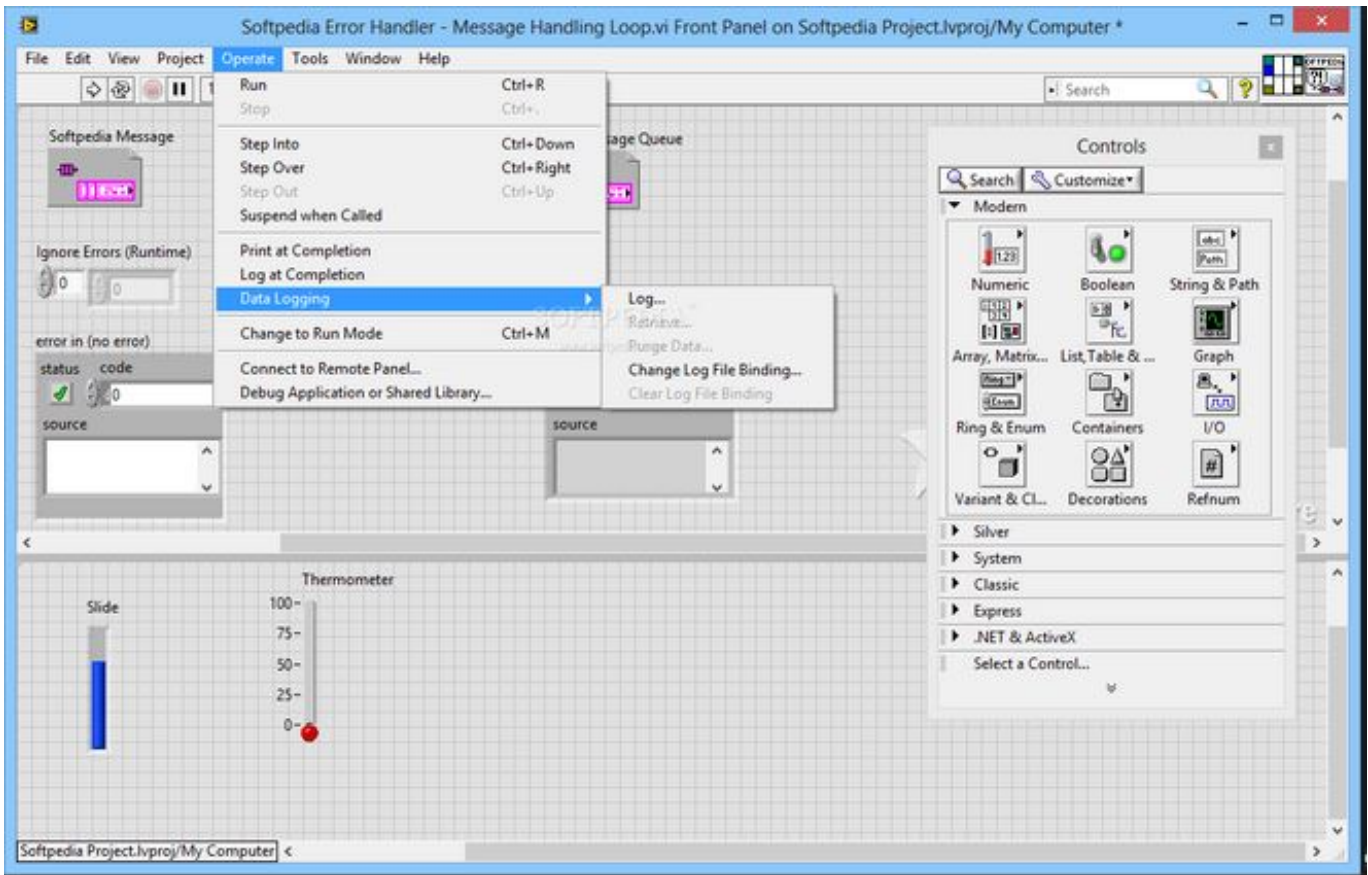 Softpedia Error Handler - Message Handling Loop.vi Front Panel on Softpedia Project.lvproj/My Computer *
File Edit View Project Operate Tools Window Help
Search
Run Ctrl+R
Stop Ctrl+.
Step Into Ctrl+Down
Step Over Ctrl+Right
Step Out Ctrl+Up
Suspend when Called
Print at Completion
Log at Completion
Data Logging
Change to Run Mode Ctrl+M
Connect to Remote Panel...
Debug Application or Shared Library...
Log...
Retrieve...
Purge Data...
Change Log File Binding...
Clear Log File Binding
Softpedia Message
Queue
Ignore Errors (Runtime)
0 0
error in (no error)
status code
0
source
source
Controls
Search Customize
Modern
1.23
abc
Path
Numeric Boolean String & Path
Array, Matrix... List, Table & ... Graph
Ring
Enum
Ring & Enum Containers I/O
#
Variant & Cl... Decorations Refnum
Silver
System
Classic
Express
.NET & ActiveX
Select a Control...
Slide
Thermometer
100-
75-
50-
25-
0-
Softpedia Project.lvproj/My Computer